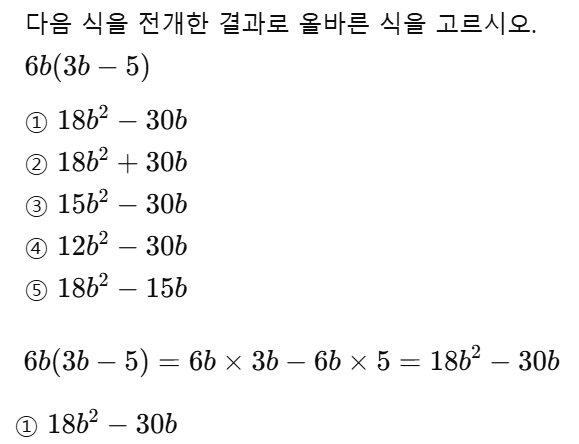 다음 식을 전개한 결과로 올바른 식을 고르시오.
6b(3b − 5)
① 18b² − 30b
② 18b² + 30b
③ 15b² − 30b
④ 12b² − 30b
⑤ 18b² − 15b
6b(3b − 5) = 6b × 3b − 6b × 5 = 18b² − 30b
① 18b² − 30b